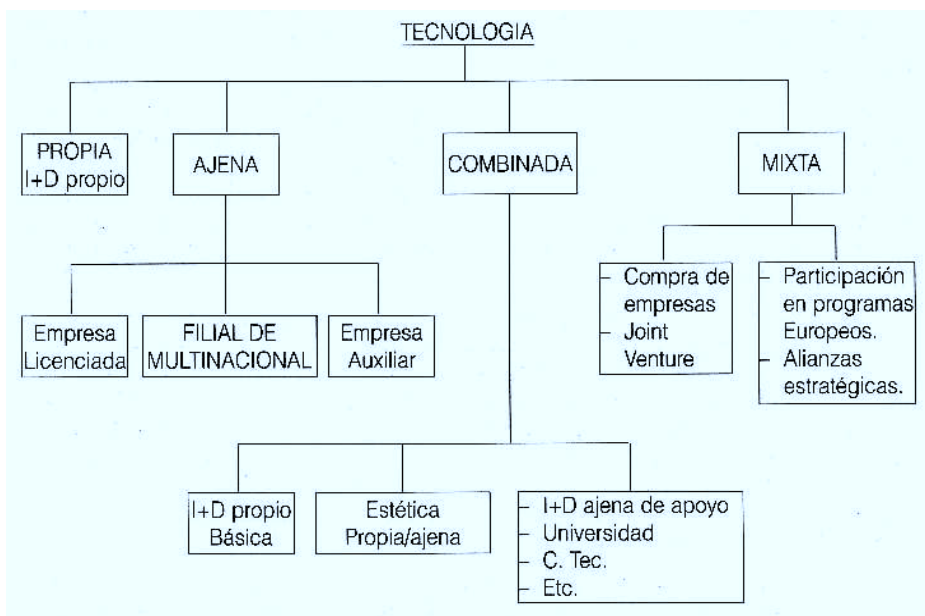 TECNOLOGIA
PROPIA
I+D propio
AJENA
COMBINADA
MIXTA
Empresa
Licenciada
FILIAL DE
MULTINACIONAL
Empresa
Auxiliar
– Compra de
empresas
– Joint
Venture
– Participación
en programas
Europeos.
– Alianzas
estratégicas.
I+D propio
Básica
Estética
Propia/ajena
– I+D ajena de apoyo
– Universidad
– C. Tec.
– Etc.